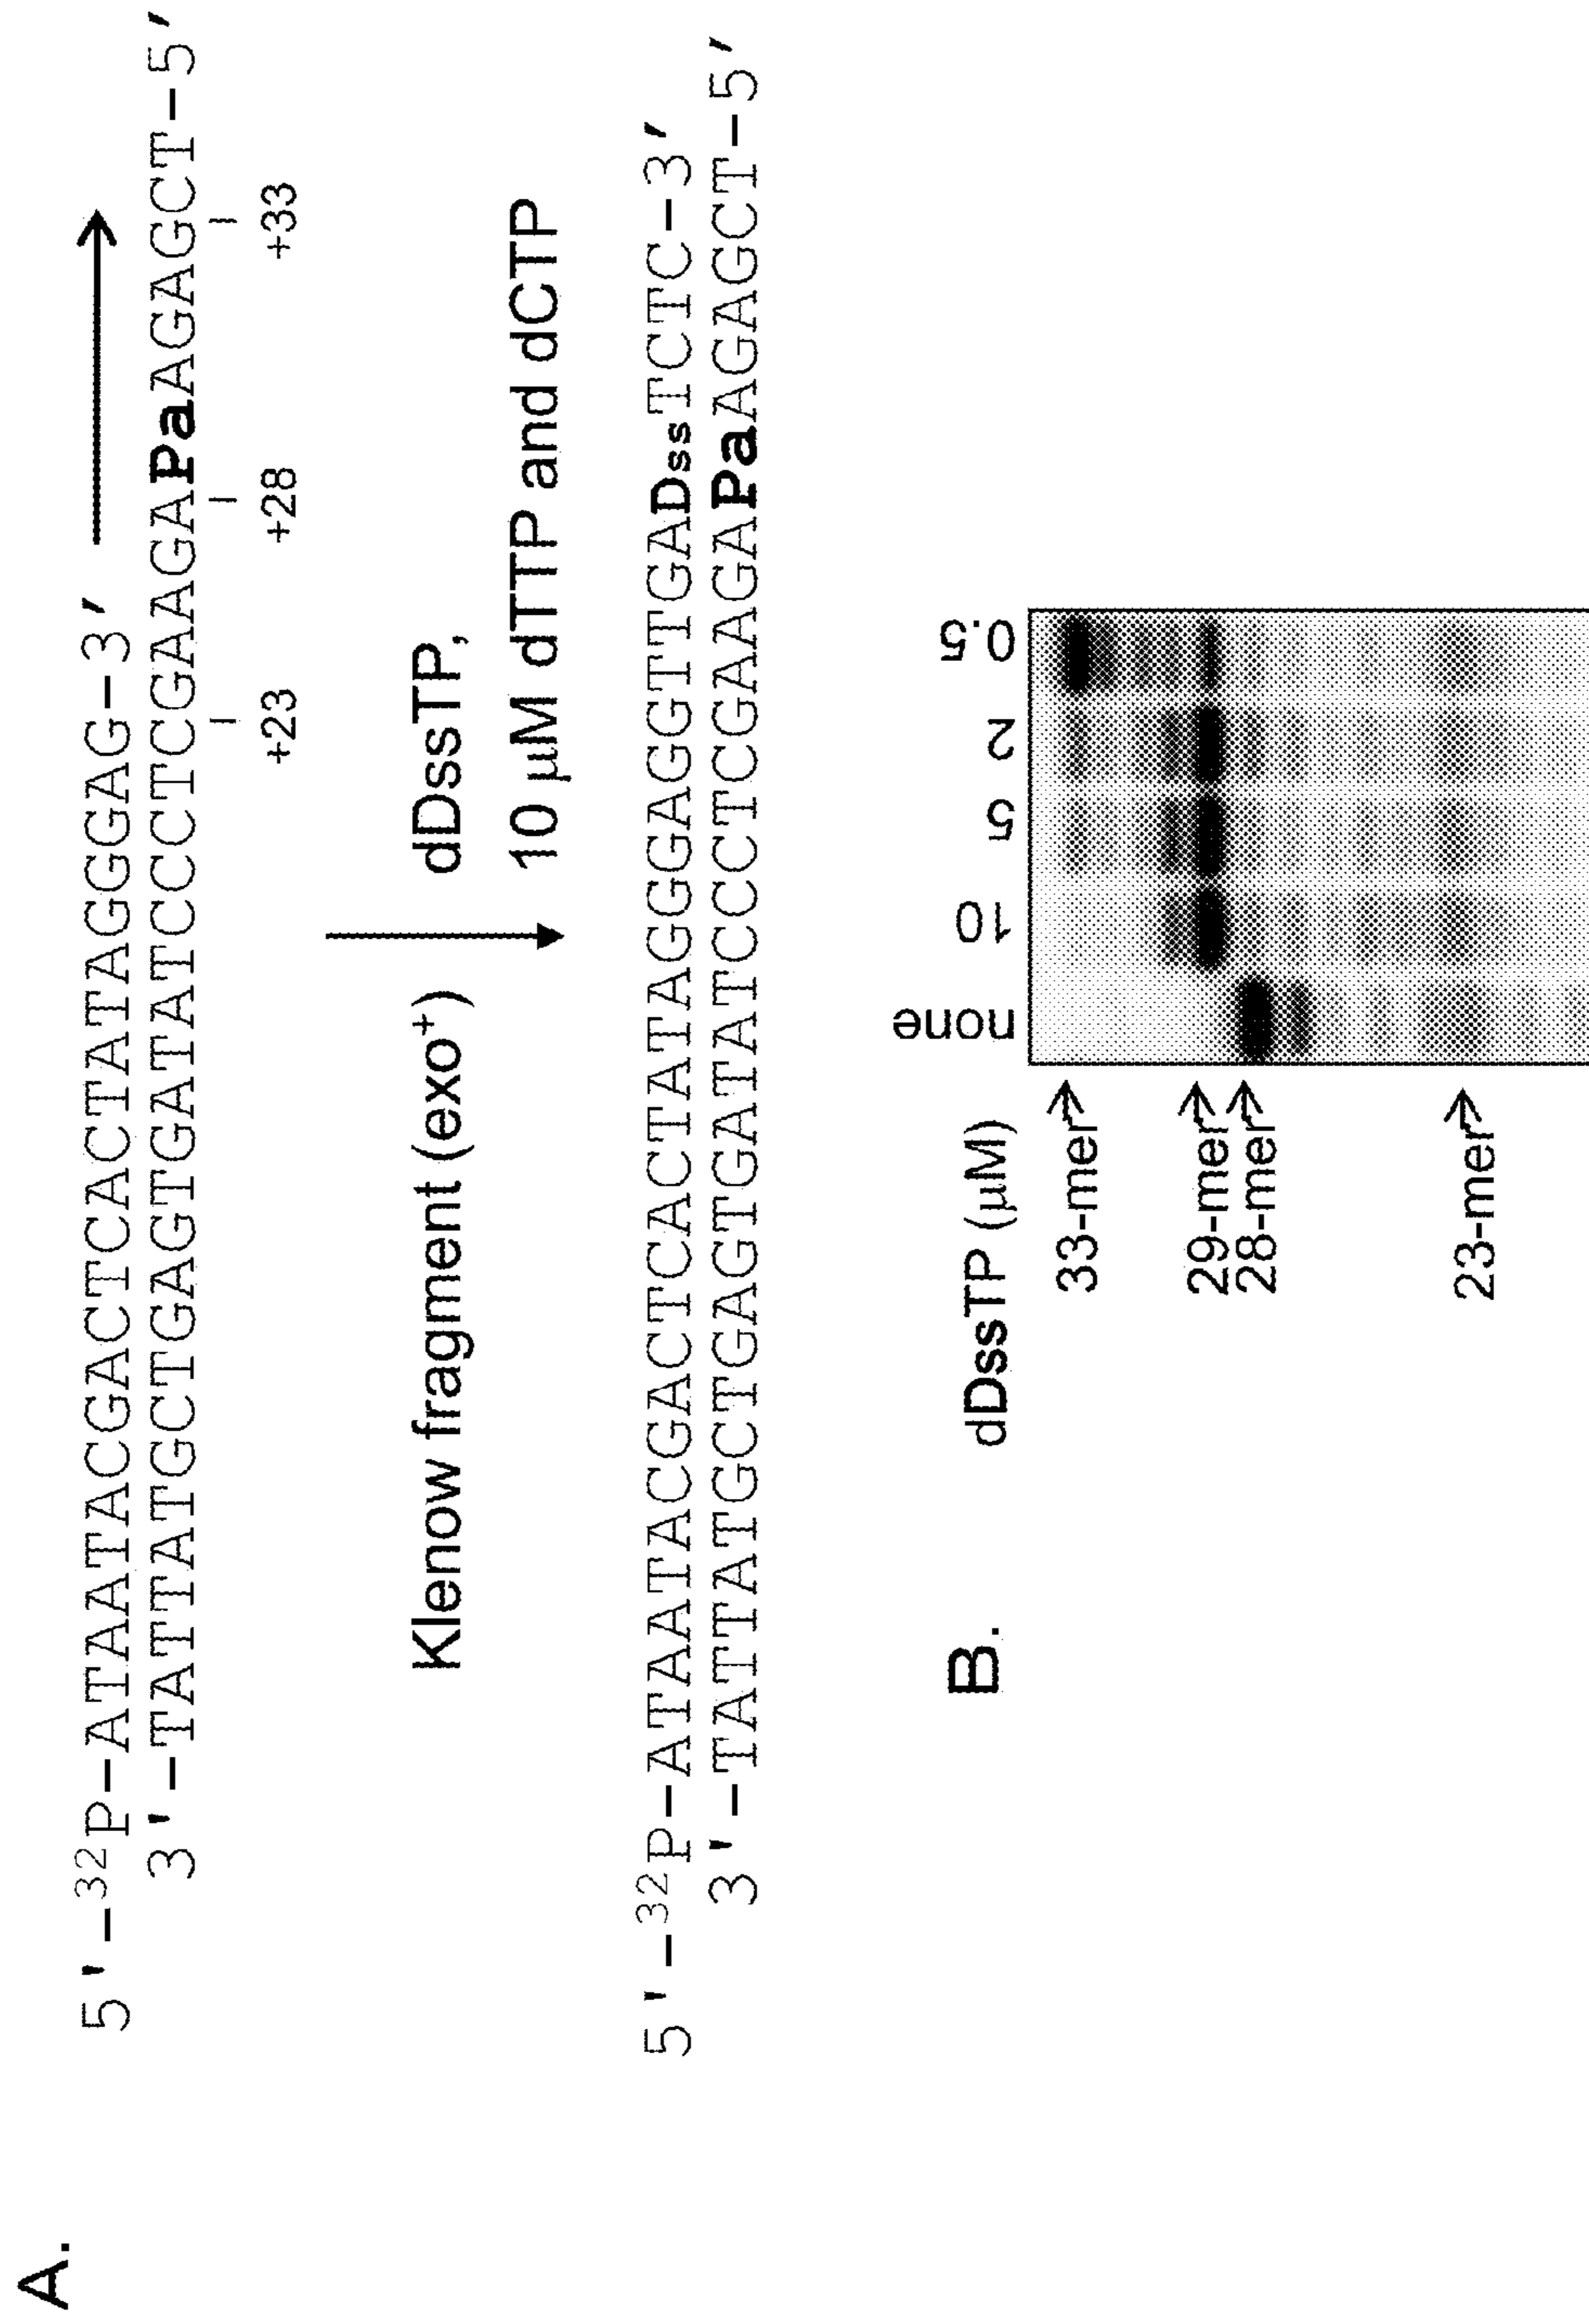 A.
5'-³²P-ATAATACGACTCACTATAGGGAG-3'
3'-TATTATGCTGAGTGATATCCCTCGAAGAPaAGAGCT-5'
+23 +28 +33
Klenow fragment (exo⁺)
dDssTP,
10 μM dTTP and dCTP
5'-³²P-ATAATACGACTCACTATAGGGAGGTTGADssTCTC-3'
3'-TATTATGCTGAGTGATATCCCTCGAAGAPaAGAGCT-5'
B.
dDssTP (μM) none 10 5 2 0.5
33-mer
29-mer
28-mer
23-mer